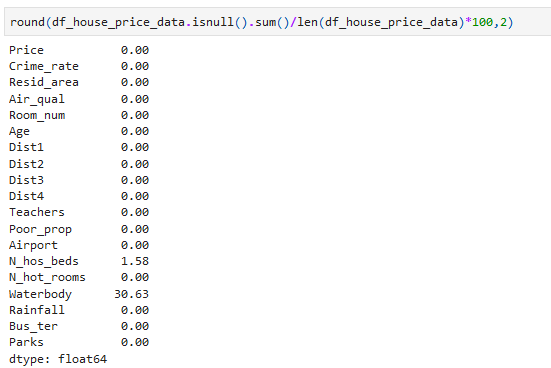 round(df_house_price_data.isnull().sum()/len(df_house_price_data)*100,2)
Price 0.00
Crime_rate 0.00
Resid_area 0.00
Air_qual 0.00
Room_num 0.00
Age 0.00
Dist1 0.00
Dist2 0.00
Dist3 0.00
Dist4 0.00
Teachers 0.00
Poor_prop 0.00
Airport 0.00
N_hos_beds 1.58
N_hot_rooms 0.00
Waterbody 30.63
Rainfall 0.00
Bus_ter 0.00
Parks 0.00
dtype: float64